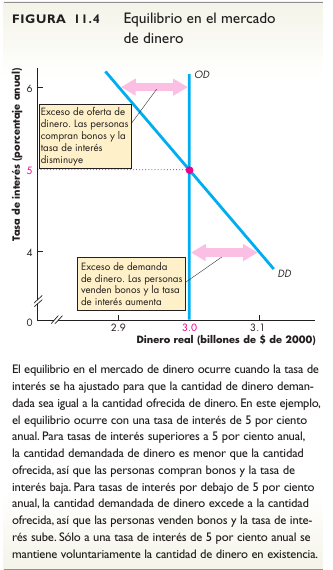 FIGURA 11.4 Equilibrio en el mercado
de dinero
Tasa de interés (porcentaje anual)
6
OD
Exceso de oferta de
dinero. Las personas
compran bonos y la
tasa de interés
disminuye
5
4
Exceso de demanda
de dinero. Las personas
venden bonos y la tasa
de interés aumenta
DD
0
2.9 3.0 3.1
Dinero real (billones de $ de 2000)
El equilibrio en el mercado de dinero ocurre cuando la tasa de
interés se ha ajustado para que la cantidad de dinero deman-
dada sea igual a la cantidad ofrecida de dinero. En este ejemplo,
el equilibrio ocurre con una tasa de interés de 5 por ciento
anual. Para tasas de interés superiores a 5 por ciento anual,
la cantidad demandada de dinero es menor que la cantidad
ofrecida, así que las personas compran bonos y la tasa de
interés baja. Para tasas de interés por debajo de 5 por ciento
anual, la cantidad demandada de dinero excede a la cantidad
ofrecida, así que las personas venden bonos y la tasa de inte-
rés sube. Sólo a una tasa de interés de 5 por ciento anual se
mantiene voluntariamente la cantidad de dinero en existencia.